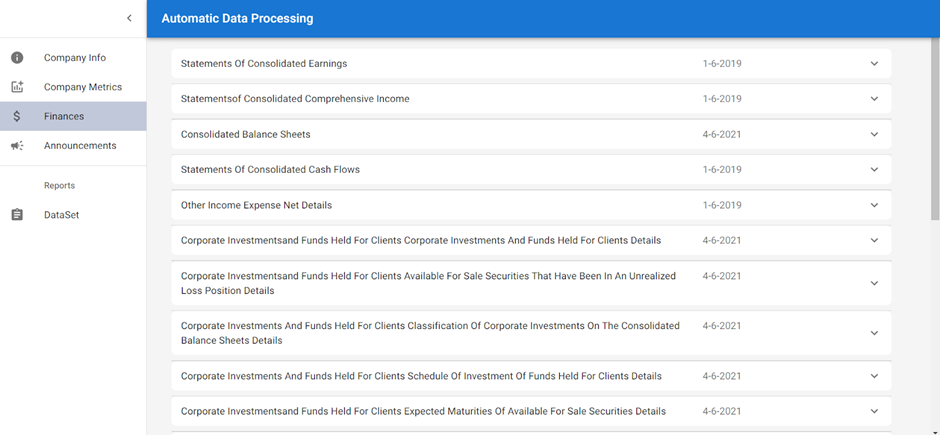 Automatic Data Processing
Company Info
Company Metrics
Finances
Announcements
Reports
DataSet
Statements Of Consolidated Earnings 1-6-2019
Statementsof Consolidated Comprehensive Income 1-6-2019
Consolidated Balance Sheets 4-6-2021
Statements Of Consolidated Cash Flows 1-6-2019
Other Income Expense Net Details 1-6-2019
Corporate Investmentsand Funds Held For Clients Corporate Investments And Funds Held For Clients Details 4-6-2021
Corporate Investmentsand Funds Held For Clients Available For Sale Securities That Have Been In An Unrealized 4-6-2021
Loss Position Details
Corporate Investments And Funds Held For Clients Classification Of Corporate Investments On The Consolidated 4-6-2021
Balance Sheets Details
Corporate Investments And Funds Held For Clients Schedule Of Investment Of Funds Held For Clients Details 4-6-2021
Corporate Investmentsand Funds Held For Clients Expected Maturities Of Available For Sale Securities Details 4-6-2021